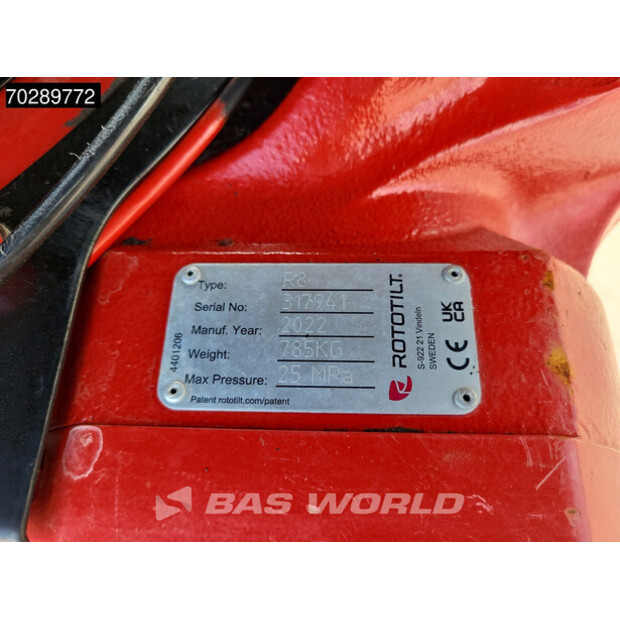 70289772
Type: R8
Serial No: 317941
Manuf. Year: 2022
Weight: 785KG
Max Pressure: 25 MPa
Patent rototilt.com/patent
4401206
ROTOTILT®
S-922 21 Vindeln
SWEDEN
CE UK CA
BAS WORLD